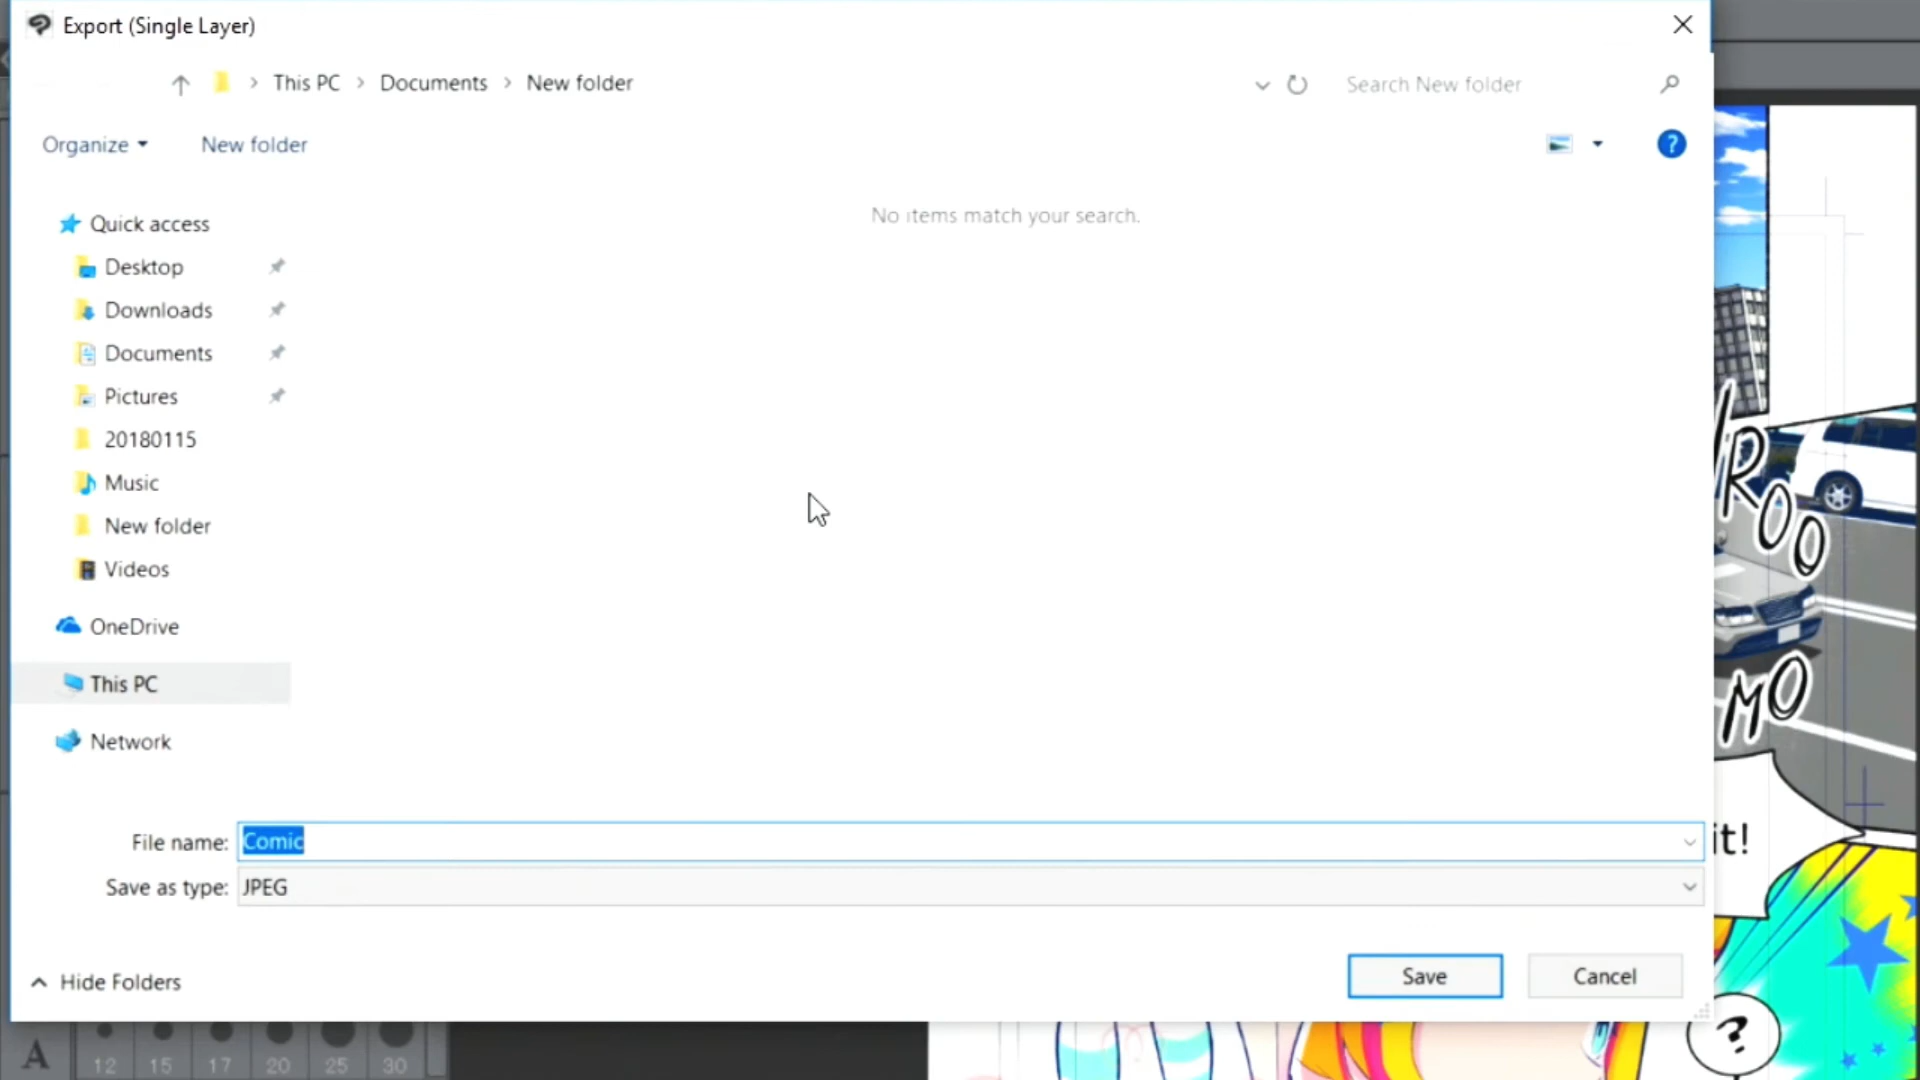 Export (Single Layer)
This PC > Documents > New folder
Search New folder
Organize
New folder
?
No items match your search.
Quick access
Desktop
Downloads
Documents
Pictures
20180115
Music
New folder
Videos
OneDrive
This PC
Network
File name: Comic
Save as type: JPEG
Hide Folders
Save
Cancel
ROO
MO
it!
?
A
12 15 17 20 25 30